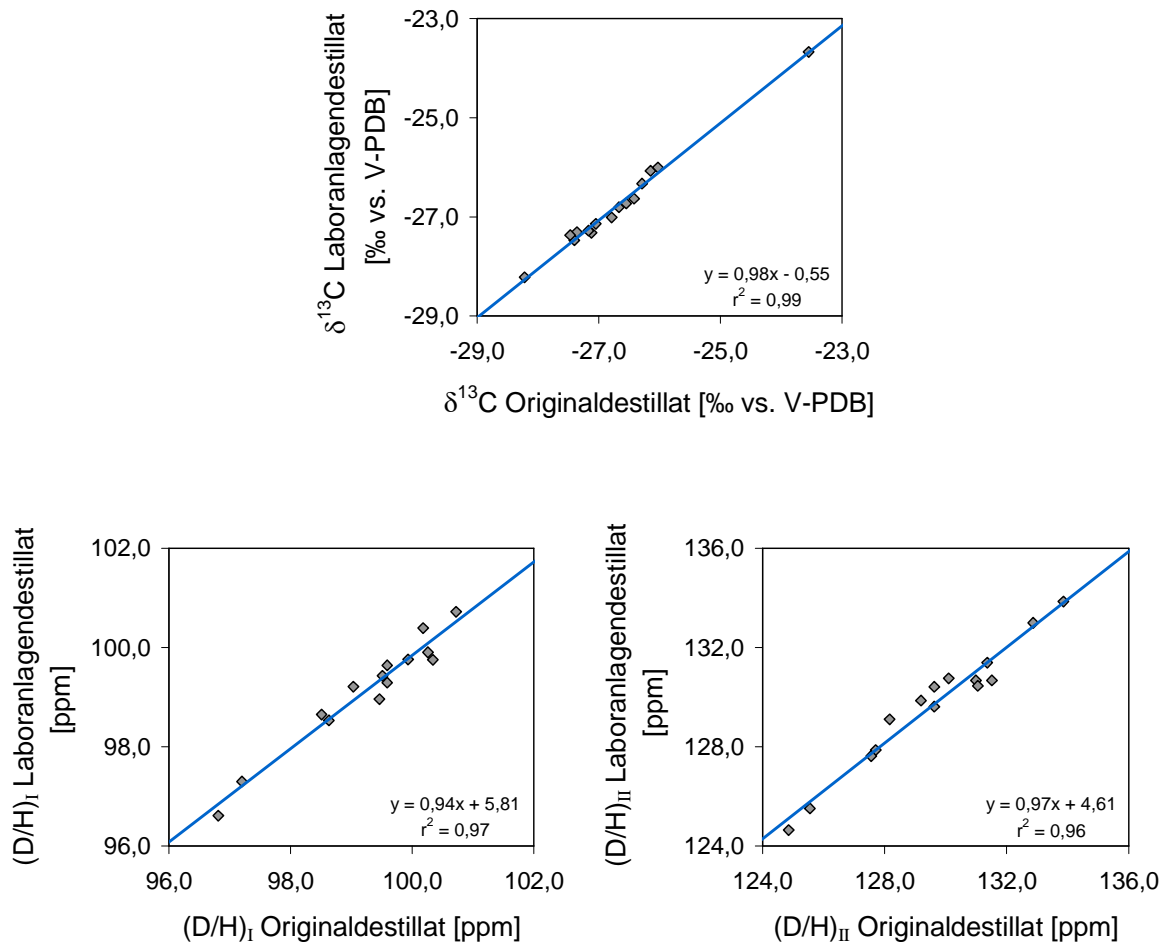 -23,0
-25,0
-27,0
-29,0
δ¹³C Laboranlagendestillat
[‰ vs. V-PDB]
y = 0,98x - 0,55
r² = 0,99
-29,0 -27,0 -25,0 -23,0
δ¹³C Originaldestillat [‰ vs. V-PDB]
102,0
100,0
98,0
96,0
(D/H)I Laboranlagendestillat
[ppm]
y = 0,94x + 5,81
r² = 0,97
96,0 98,0 100,0 102,0
(D/H)I Originaldestillat [ppm]
136,0
132,0
128,0
124,0
(D/H)II Laboranlagendestillat
[ppm]
y = 0,97x + 4,61
r² = 0,96
124,0 128,0 132,0 136,0
(D/H)II Originaldestillat [ppm]